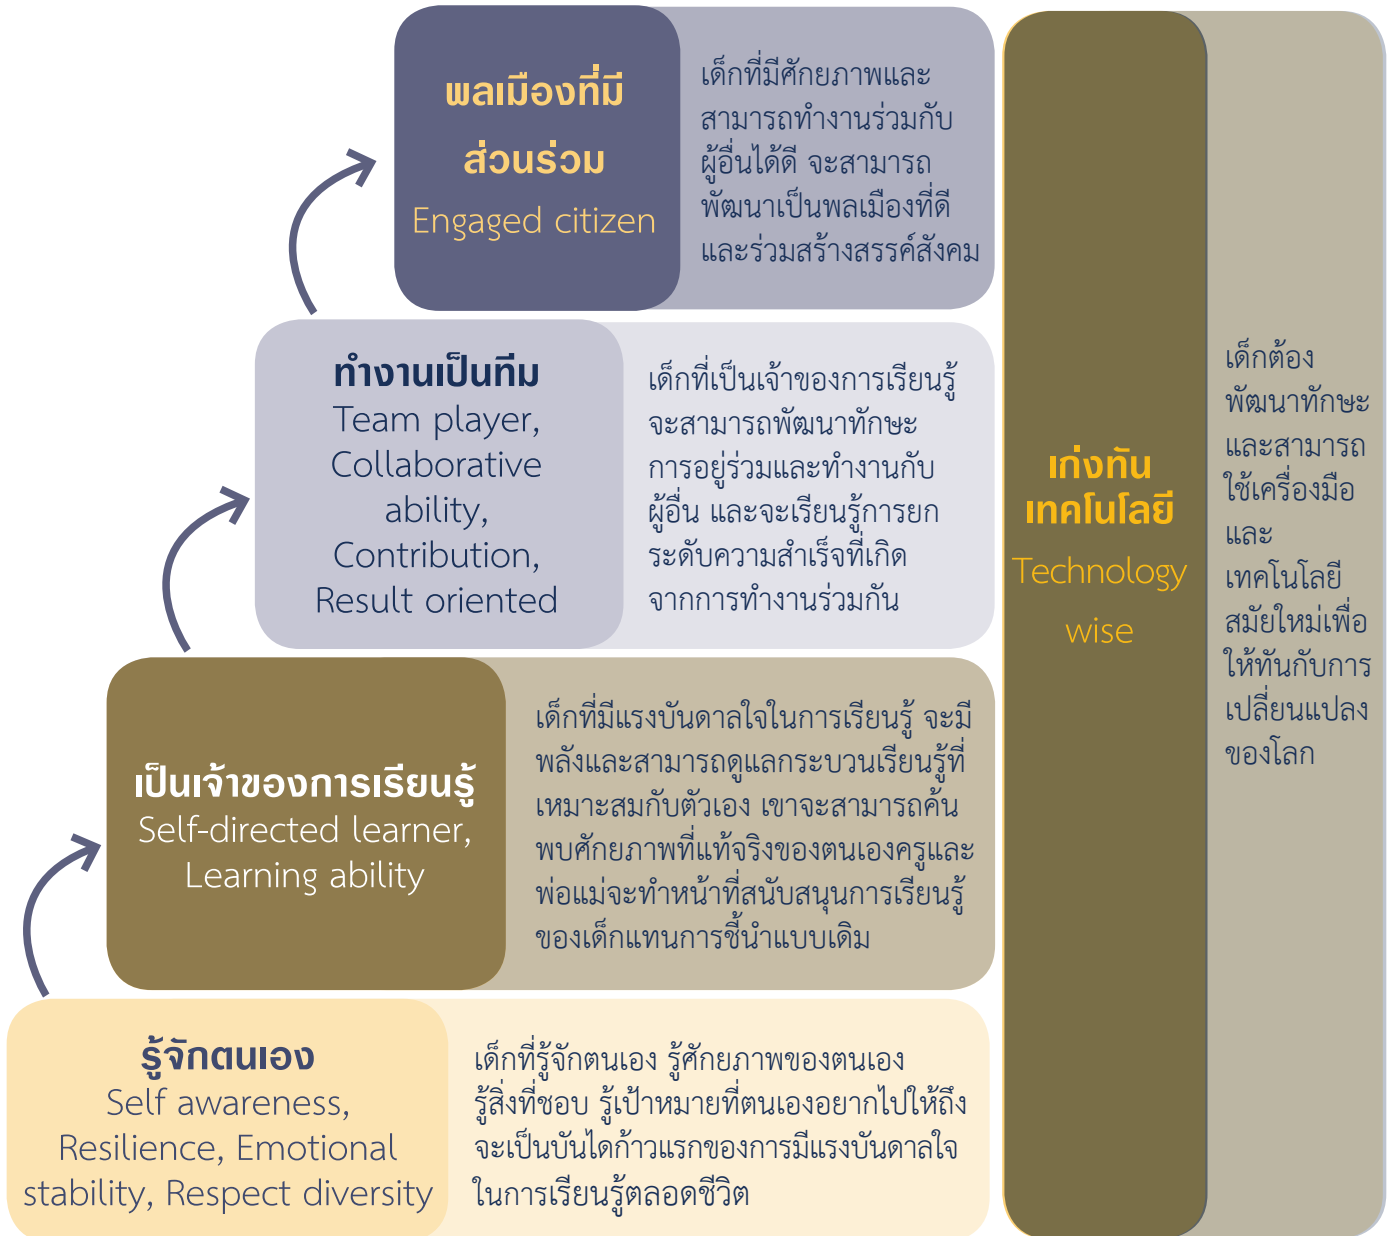 พลเมืองที่มี
ส่วนร่วม
Engaged citizen
เด็กที่มีศักยภาพและ
สามารถทำงานร่วมกับ
ผู้อื่นได้ดี จะสามารถ
พัฒนาเป็นพลเมืองที่ดี
และร่วมสร้างสรรค์สังคม
ทำงานเป็นทีม
Team player,
Collaborative
ability,
Contribution,
Result oriented
เด็กที่เป็นเจ้าของการเรียนรู้
จะสามารถพัฒนาทักษะ
การอยู่ร่วมและทำงานกับ
ผู้อื่น และจะเรียนรู้การยก
ระดับความสำเร็จที่เกิด
จากการทำงานร่วมกัน
เป็นเจ้าของการเรียนรู้
Self-directed learner,
Learning ability
เด็กที่มีแรงบันดาลใจในการเรียนรู้ จะมี
พลังและสามารถดูแลกระบวนเรียนรู้ที่
เหมาะสมกับตัวเอง เขาจะสามารถค้น
พบศักยภาพที่แท้จริงของตนเองครูและ
พ่อแม่จะทำหน้าที่สนับสนุนการเรียนรู้
ของเด็กแทนการชี้นำแบบเดิม
รู้จักตนเอง
Self awareness,
Resilience, Emotional
stability, Respect diversity
เด็กที่รู้จักตนเอง รู้ศักยภาพของตนเอง
รู้สิ่งที่ชอบ รู้เป้าหมายที่ตนเองอยากไปให้ถึง
จะเป็นบันไดก้าวแรกของการมีแรงบันดาลใจ
ในการเรียนรู้ตลอดชีวิต
เก่งทัน
เทคโนโลยี
Technology
wise
เด็กต้อง
พัฒนาทักษะ
และสามารถ
ใช้เครื่องมือ
และ
เทคโนโลยี
สมัยใหม่เพื่อ
ให้ทันกับการ
เปลี่ยนแปลง
ของโลก